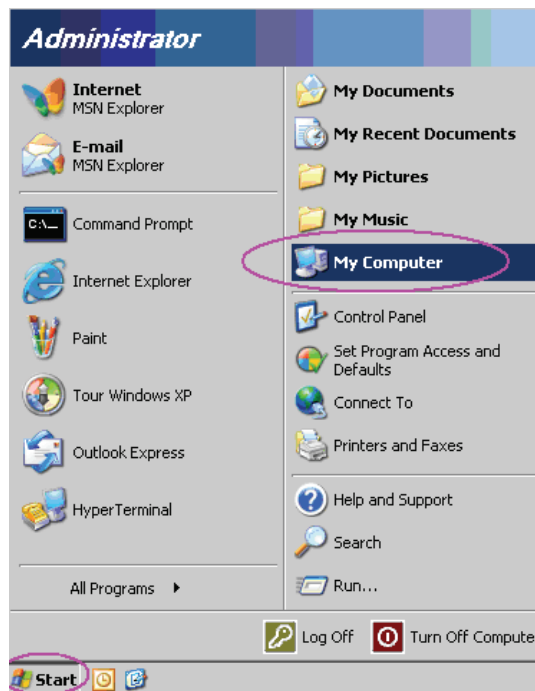 Administrator
Internet
MSN Explorer
E-mail
MSN Explorer
C:\_
Command Prompt
Internet Explorer
Paint
Tour Windows XP
Outlook Express
HyperTerminal
All Programs
My Documents
My Recent Documents
My Pictures
My Music
My Computer
Control Panel
Set Program Access and
Defaults
Connect To
Printers and Faxes
Help and Support
Search
Run...
Log Off
Turn Off Compute
Start